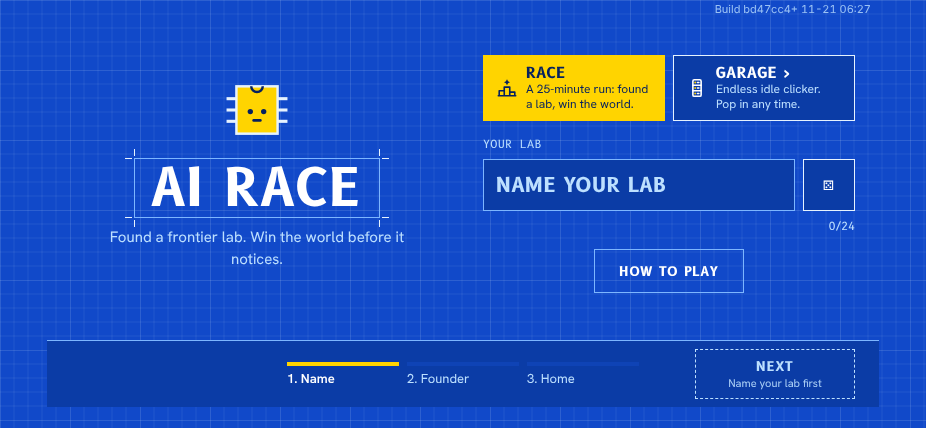 Build bd47cc4+ 11-21 06:27
AI RACE
Found a frontier lab. Win the world before it
notices.
RACE
A 25-minute run: found
a lab, win the world.
GARAGE ›
Endless idle clicker.
Pop in any time.
YOUR LAB
NAME YOUR LAB
0/24
HOW TO PLAY
1. Name
2. Founder
3. Home
NEXT
Name your lab first